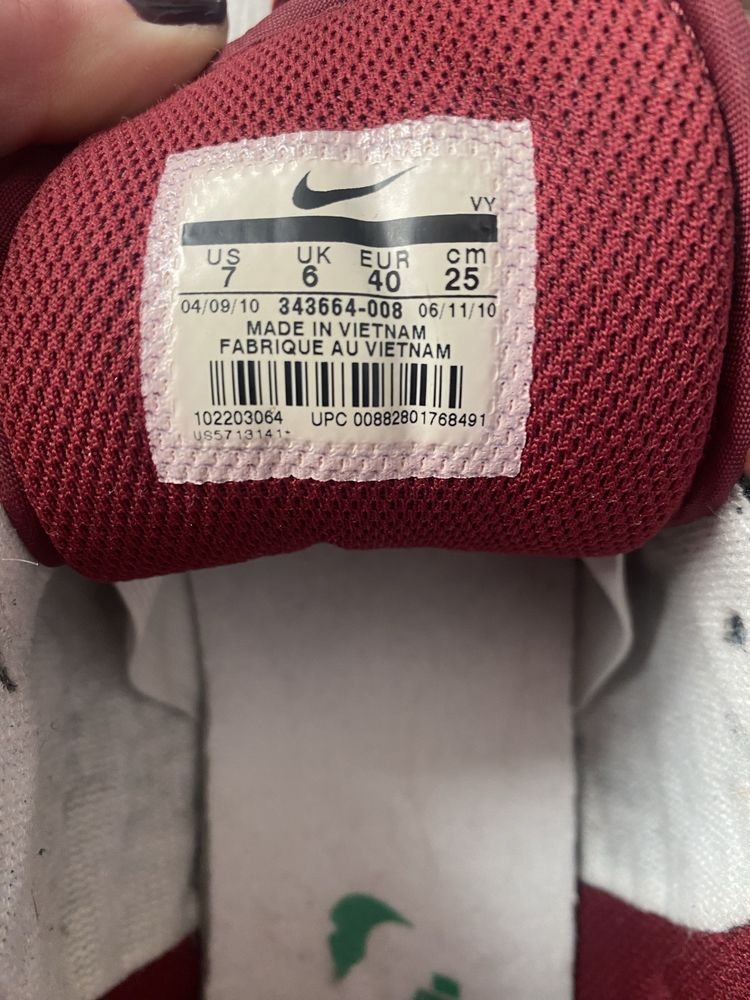 VY
US UK EUR cm
7 6 40 25
04/09/10 343664-008 06/11/10
MADE IN VIETNAM
FABRIQUE AU VIETNAM
102203064 UPC 00882801768491
US5713141*